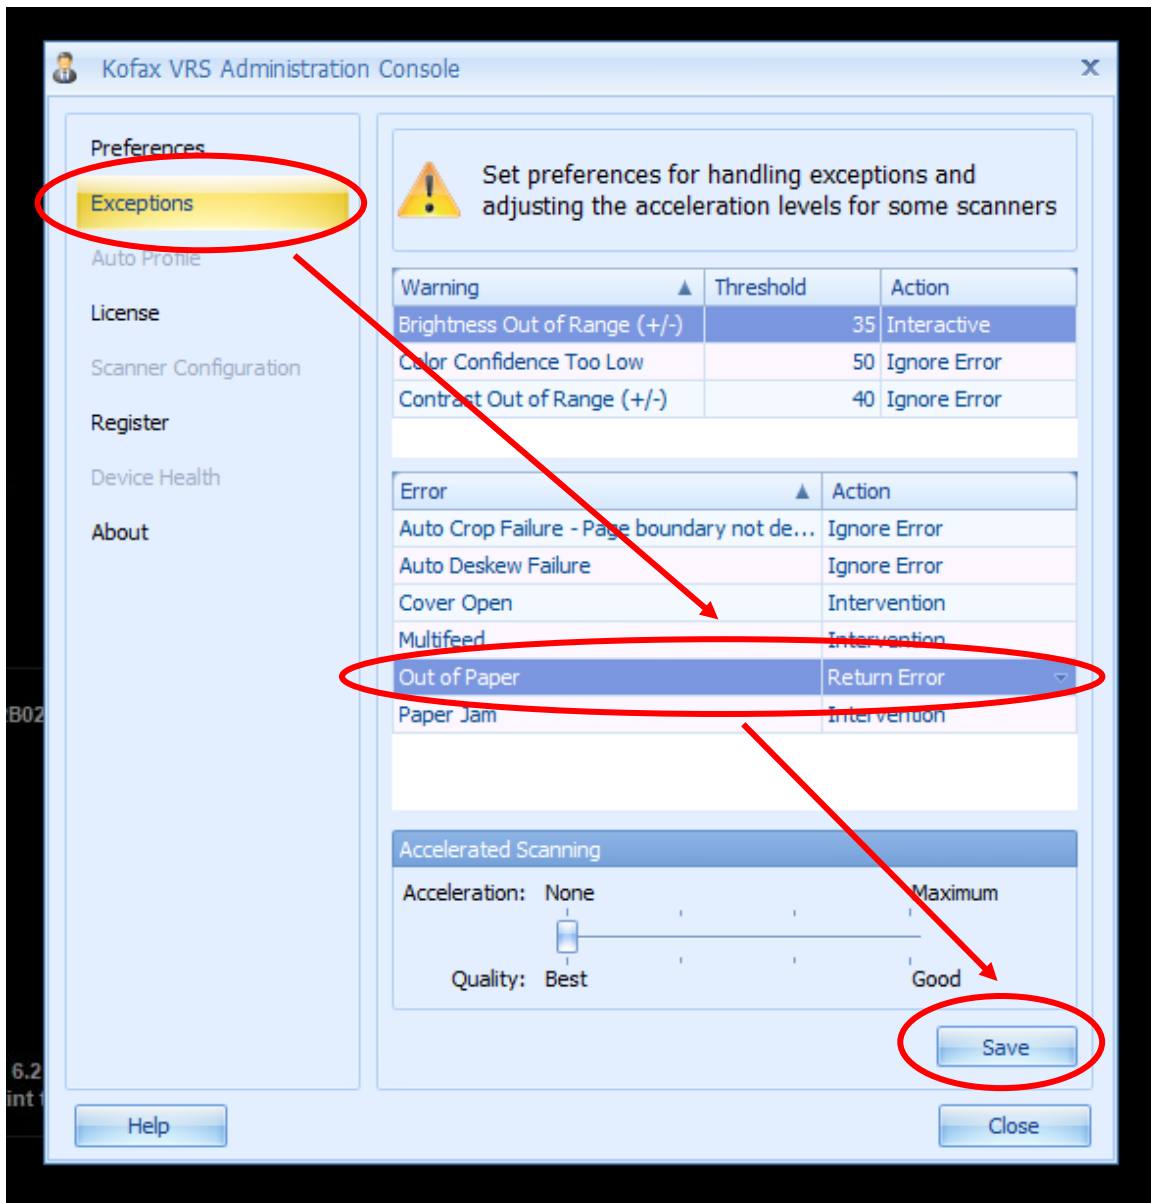 Kofax VRS Administration Console
Preferences
Exceptions
Auto Profile
License
Scanner Configuration
Register
Device Health
About
Set preferences for handling exceptions and
adjusting the acceleration levels for some scanners
Warning Threshold Action
Brightness Out of Range (+/-) 35 Interactive
Color Confidence Too Low 50 Ignore Error
Contrast Out of Range (+/-) 40 Ignore Error
Error Action
Auto Crop Failure - Page boundary not de... Ignore Error
Auto Deskew Failure Ignore Error
Cover Open Intervention
Multifeed Intervention
Out of Paper Return Error
Paper Jam Intervention
Accelerated Scanning
Acceleration: None Maximum
Quality: Best Good
Save
Help Close
B02
6.2
int